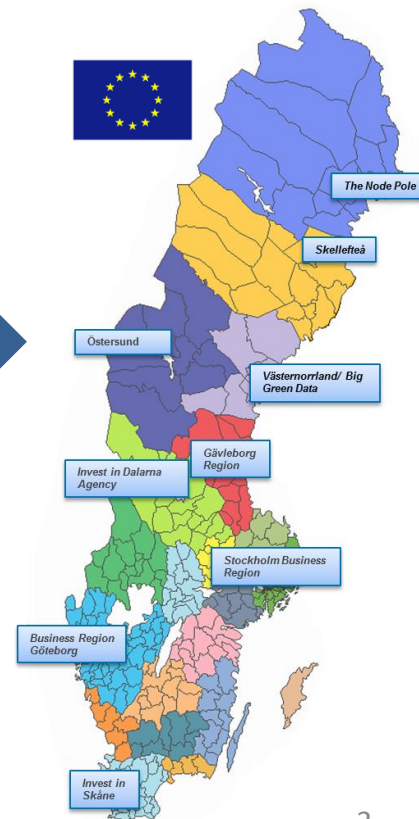 The Node Pole
Skellefteå
Östersund
Västernorrland/ Big
Green Data
Gävleborg
Region
Invest in Dalarna
Agency
Stockholm Business
Region
Business Region
Göteborg
Invest in
Skåne